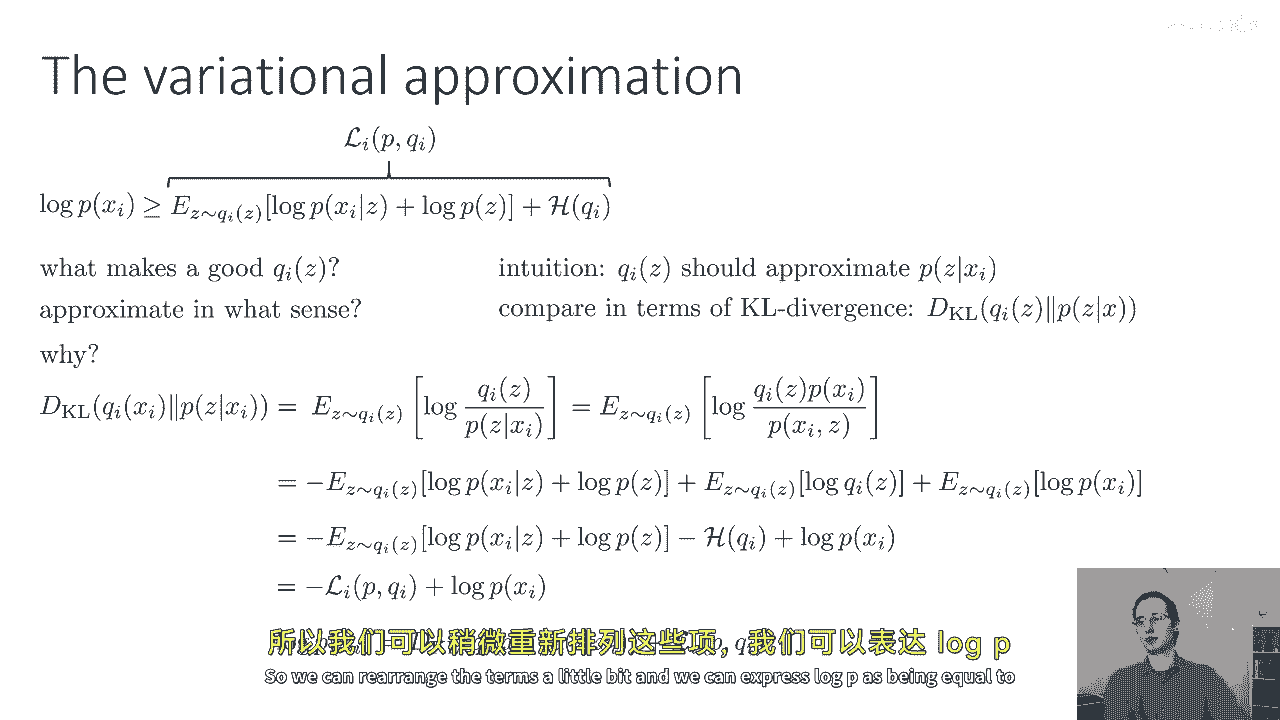 The variational approximation
$\mathcal{L}_i(p, q_i)$
$\log p(x_i) \geq E_{z \sim q_i(z)}[\log p(x_i|z) + \log p(z)] + \mathcal{H}(q_i)$
what makes a good $q_i(z)$? intuition: $q_i(z)$ should approximate $p(z|x_i)$
approximate in what sense? compare in terms of KL-divergence: $D_{\mathrm{KL}}(q_i(z) \| p(z|x))$
why?
$D_{\mathrm{KL}}(q_i(x_i) \| p(z|x_i)) = E_{z \sim q_i(z)}\left[\log \frac{q_i(z)}{p(z|x_i)}\right] = E_{z \sim q_i(z)}\left[\log \frac{q_i(z)p(x_i)}{p(x_i, z)}\right]$
$= -E_{z \sim q_i(z)}[\log p(x_i|z) + \log p(z)] + E_{z \sim q_i(z)}[\log q_i(z)] + E_{z \sim q_i(z)}[\log p(x_i)]$
$= -E_{z \sim q_i(z)}[\log p(x_i|z) + \log p(z)] - \mathcal{H}(q_i) + \log p(x_i)$
$= -\mathcal{L}_i(p, q_i) + \log p(x_i)$
所以我们可以稍微重新排列这些项，我们可以表达 log p
So we can rearrange the terms a little bit and we can express log p as being equal to